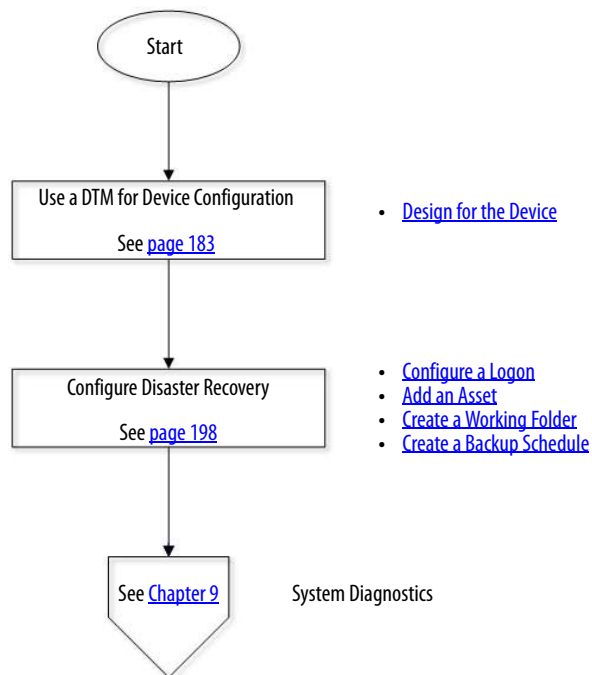 Start
Use a DTM for Device Configuration
See page 183
• Design for the Device
Configure Disaster Recovery
See page 198
• Configure a Logon
• Add an Asset
• Create a Working Folder
• Create a Backup Schedule
See Chapter 9
System Diagnostics